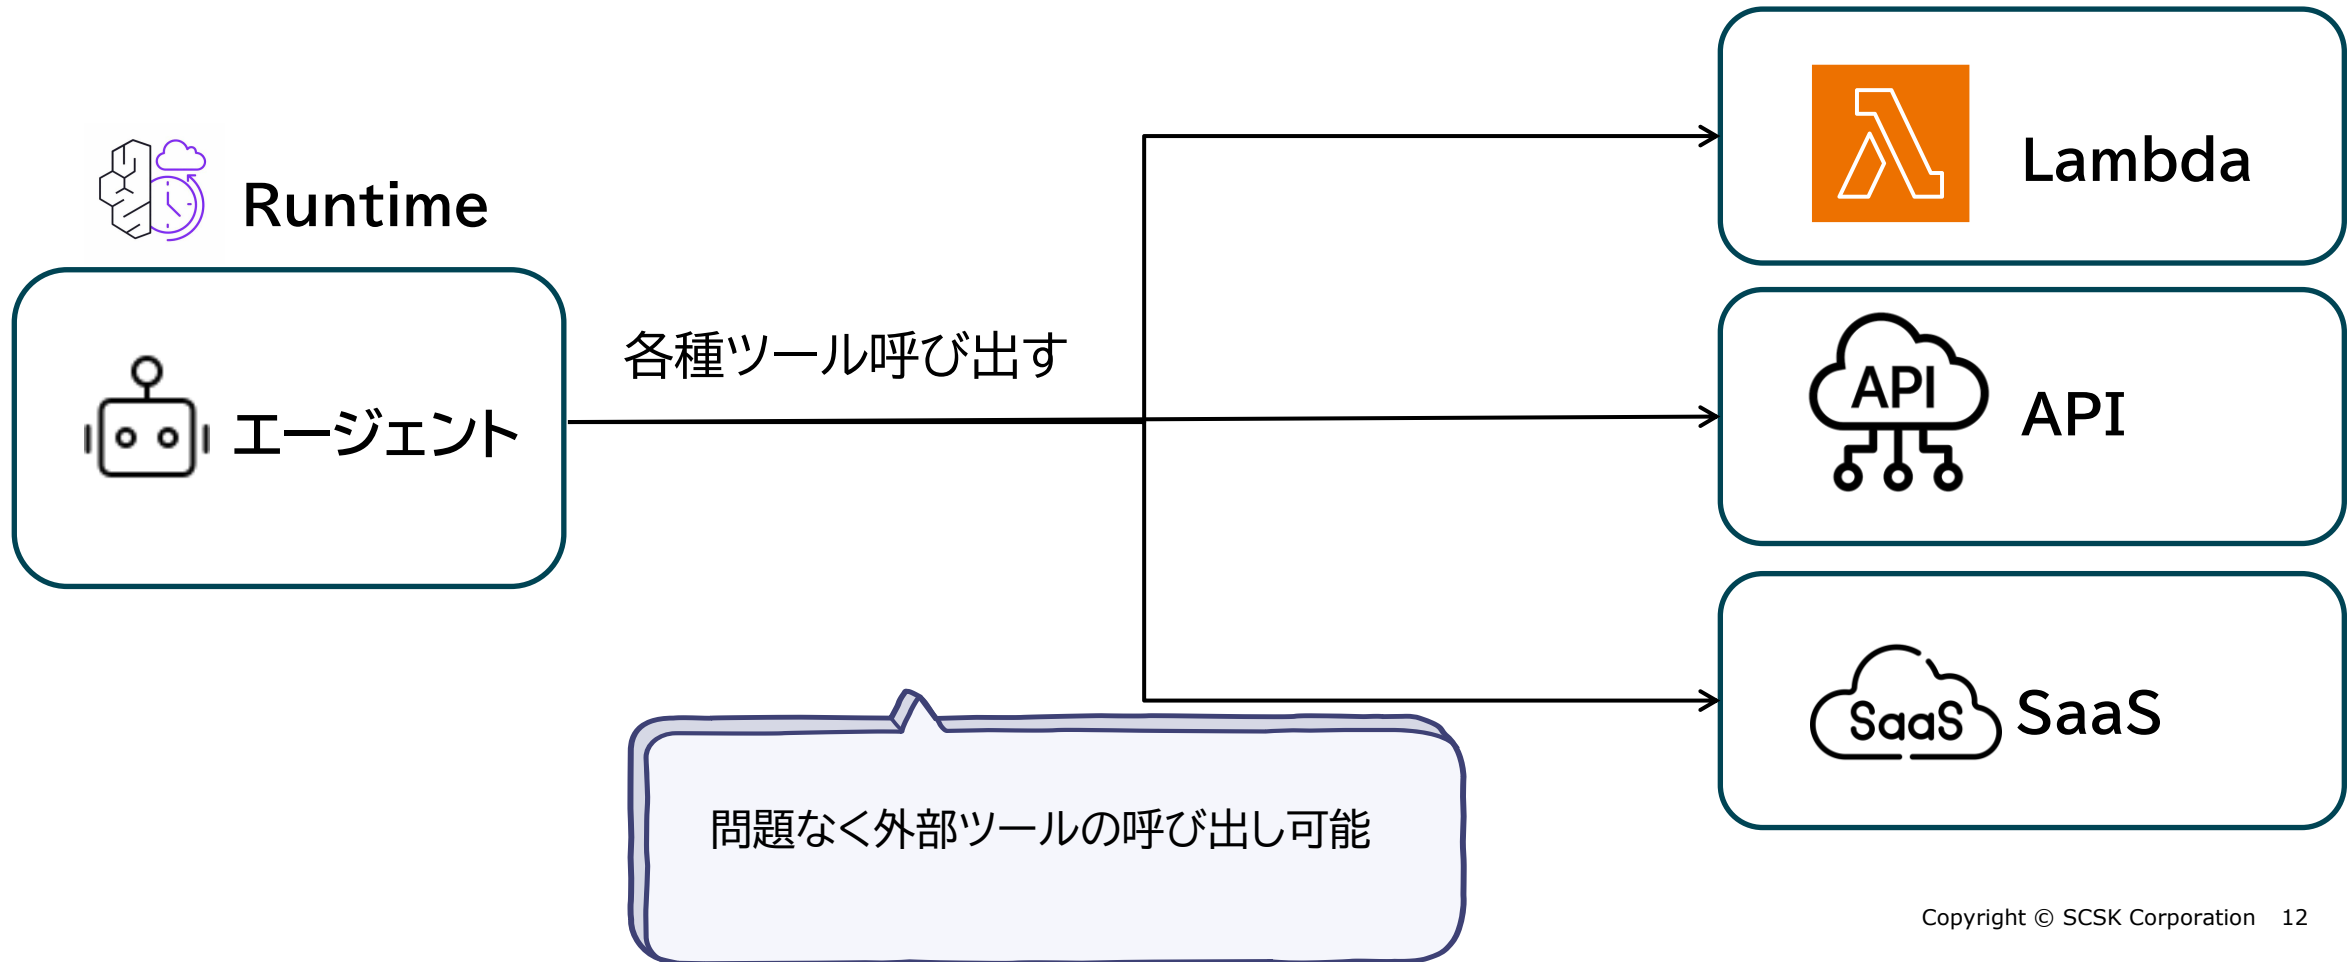 Runtime
エージェント
各種ツール呼び出す
Lambda
API
API
SaaS
SaaS
問題なく外部ツールの呼び出し可能
Copyright © SCSK Corporation 12